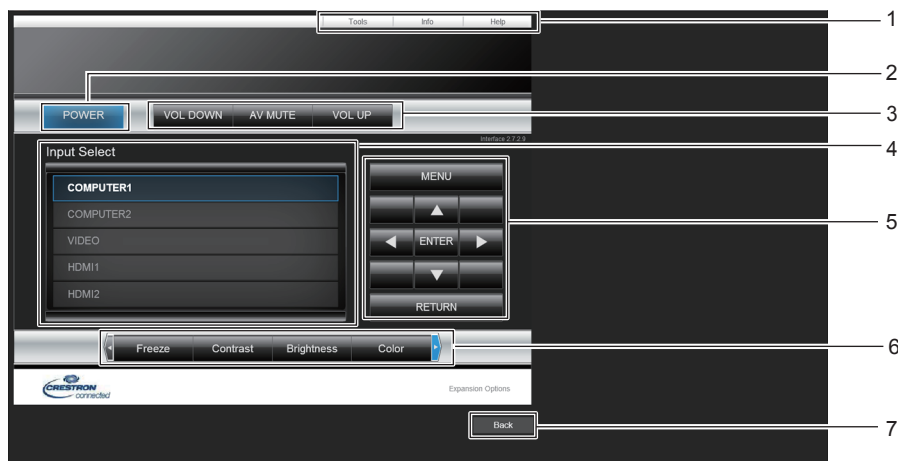 Tools Info Help 1
2
POWER VOL DOWN AV MUTE VOL UP 3
Interface 2.7.2.9
Input Select 4
COMPUTER1
COMPUTER2
VIDEO
HDMI1
HDMI2
MENU
ENTER
RETURN
5
Freeze Contrast Brightness Color 6
CRESTRON
connected
Expansion Options
Back 7